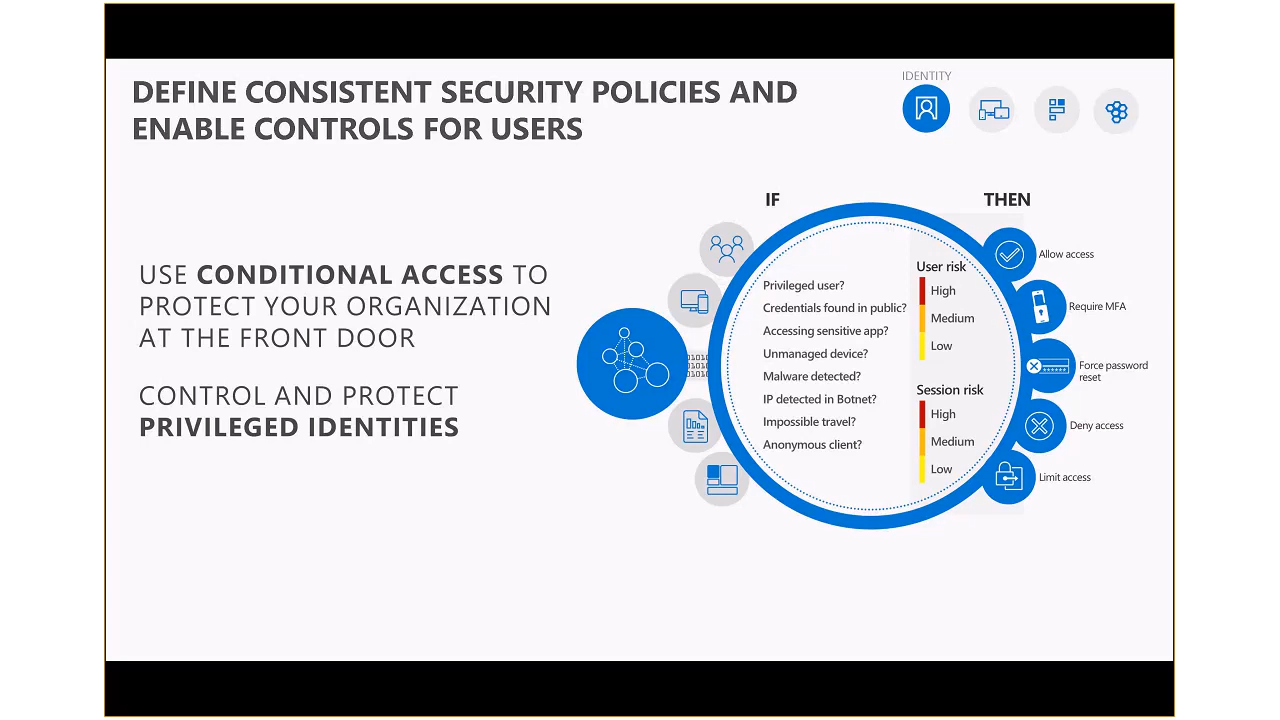 DEFINE CONSISTENT SECURITY POLICIES AND
ENABLE CONTROLS FOR USERS
IDENTITY
USE CONDITIONAL ACCESS TO
PROTECT YOUR ORGANIZATION
AT THE FRONT DOOR
CONTROL AND PROTECT
PRIVILEGED IDENTITIES
IF
Privileged user?
Credentials found in public?
Accessing sensitive app?
Unmanaged device?
Malware detected?
IP detected in Botnet?
Impossible travel?
Anonymous client?
User risk
High
Medium
Low
Session risk
High
Medium
Low
THEN
Allow access
Require MFA
Force password
reset
Deny access
Limit access